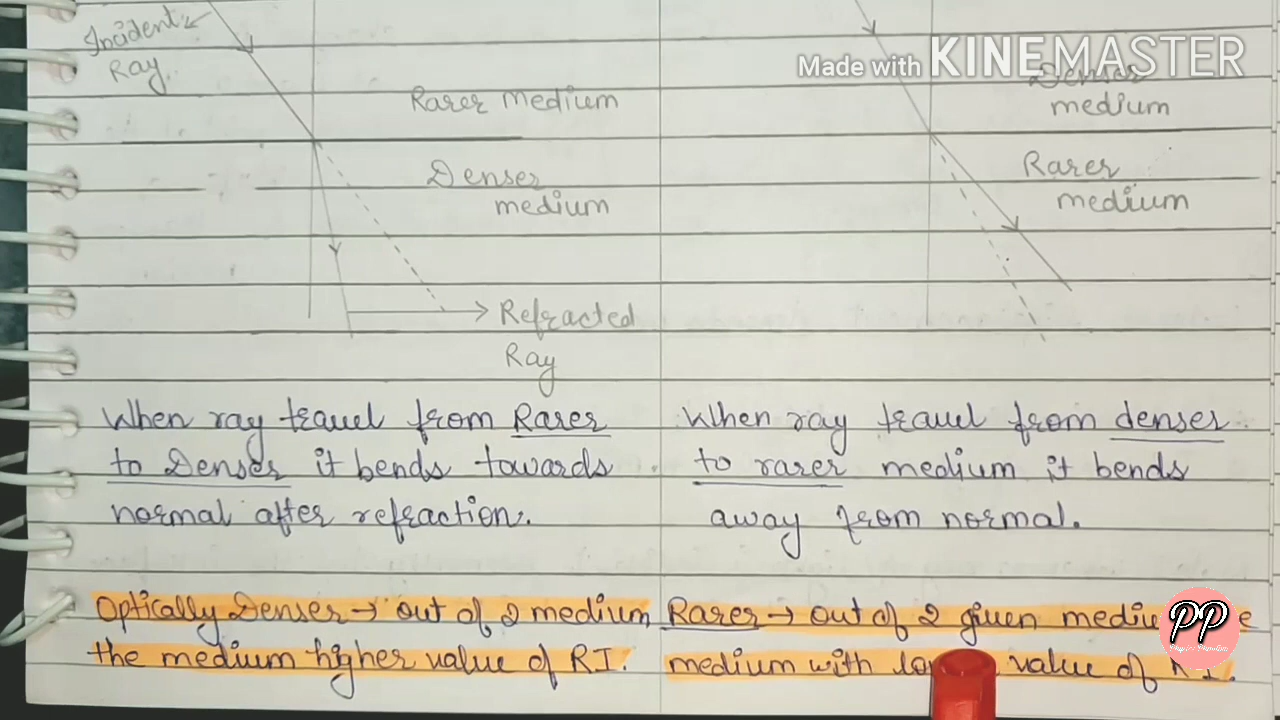 Incident
Ray
Made with KINEMASTER
Rarer medium
Denser
medium
Denser
medium
Rarer
medium
Refracted
Ray
When ray travel from Rarer
to Denser it bends towards
normal after refraction.
When ray travel from denser
to rarer medium it bends
away from normal.
Optically Denser → out of 2 medium
the medium higher value of RI.
Rarer → out of 2 given
medium with value of RI.
PP